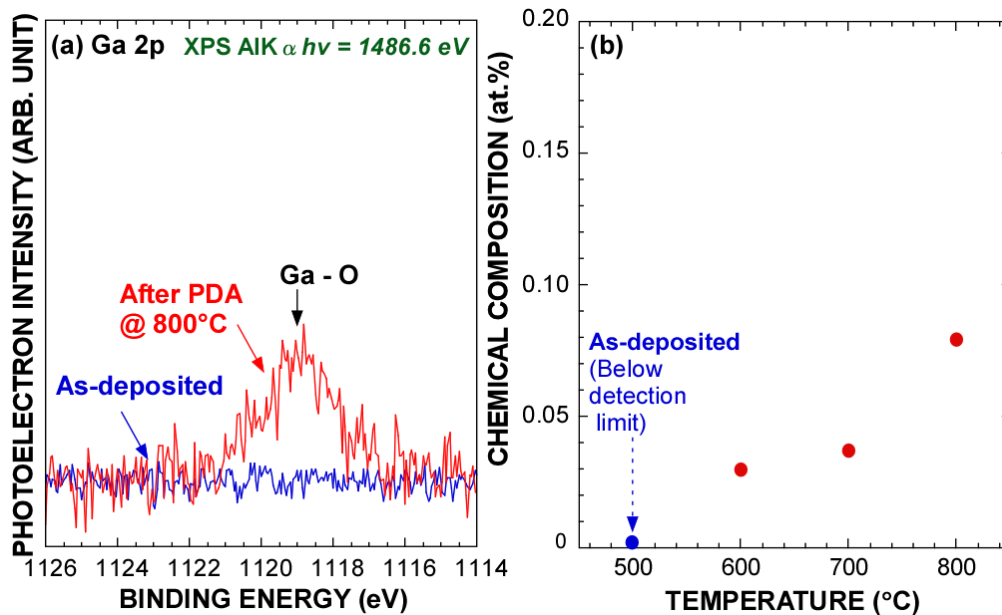 (a) Ga 2p XPS AlK α hν = 1486.6 eV
PHOTOELECTRON INTENSITY (ARB. UNIT)
Ga - O
After PDA
@ 800°C
As-deposited
1126 1124 1122 1120 1118 1116 1114
BINDING ENERGY (eV)
(b)
CHEMICAL COMPOSITION (at.%)
0.20
0.15
0.10
0.05
0
As-deposited
(Below
detection
limit)
500 600 700 800
TEMPERATURE (°C)